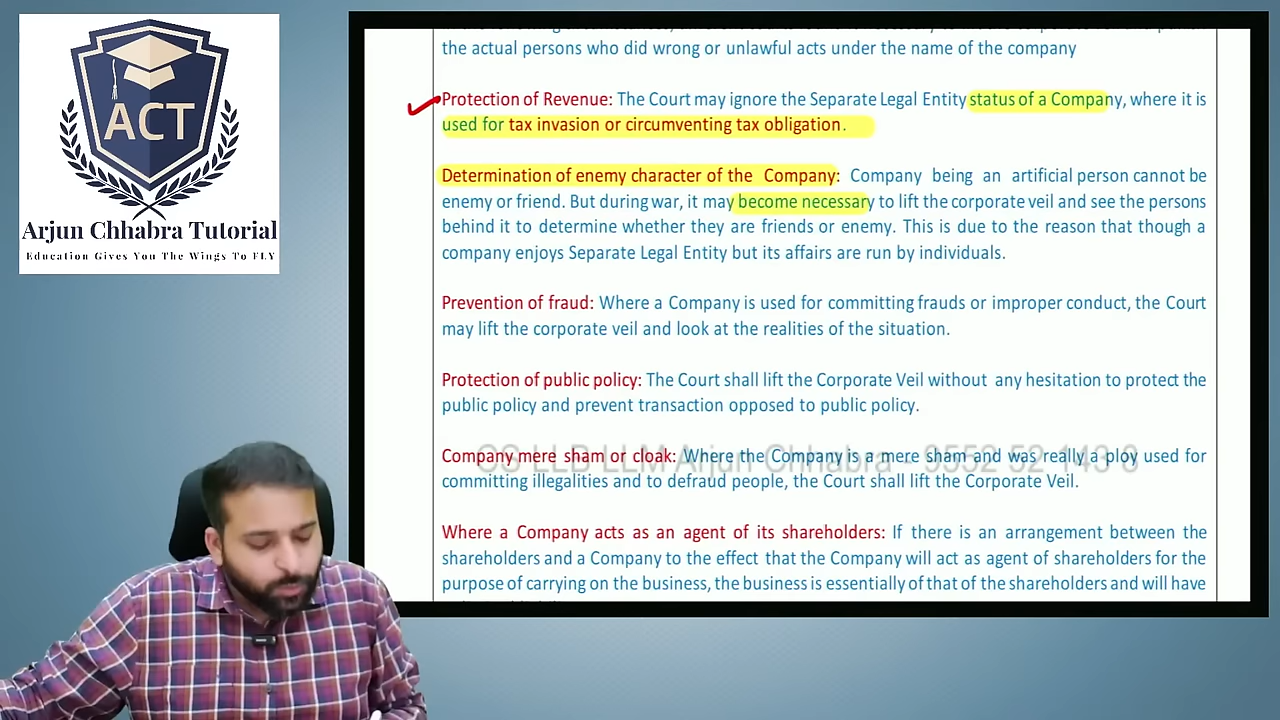 ACT
Arjun Chhabra Tutorial
Education Gives You The Wings To FLY
the actual persons who did wrong or unlawful acts under the name of the company
Protection of Revenue: The Court may ignore the Separate Legal Entity status of a Company, where it is
used for tax invasion or circumventing tax obligation.
Determination of enemy character of the Company: Company being an artificial person cannot be
enemy or friend. But during war, it may become necessary to lift the corporate veil and see the persons
behind it to determine whether they are friends or enemy. This is due to the reason that though a
company enjoys Separate Legal Entity but its affairs are run by individuals.
Prevention of fraud: Where a Company is used for committing frauds or improper conduct, the Court
may lift the corporate veil and look at the realities of the situation.
Protection of public policy: The Court shall lift the Corporate Veil without any hesitation to protect the
public policy and prevent transaction opposed to public policy.
Company mere sham or cloak: Where the Company is a mere sham and was really a ploy used for
CS LLB LLM Arjun Chhabra - 9552 52 143 6
committing illegalities and to defraud people, the Court shall lift the Corporate Veil.
Where a Company acts as an agent of its shareholders: If there is an arrangement between the
shareholders and a Company to the effect that the Company will act as agent of shareholders for the
purpose of carrying on the business, the business is essentially of that of the shareholders and will have